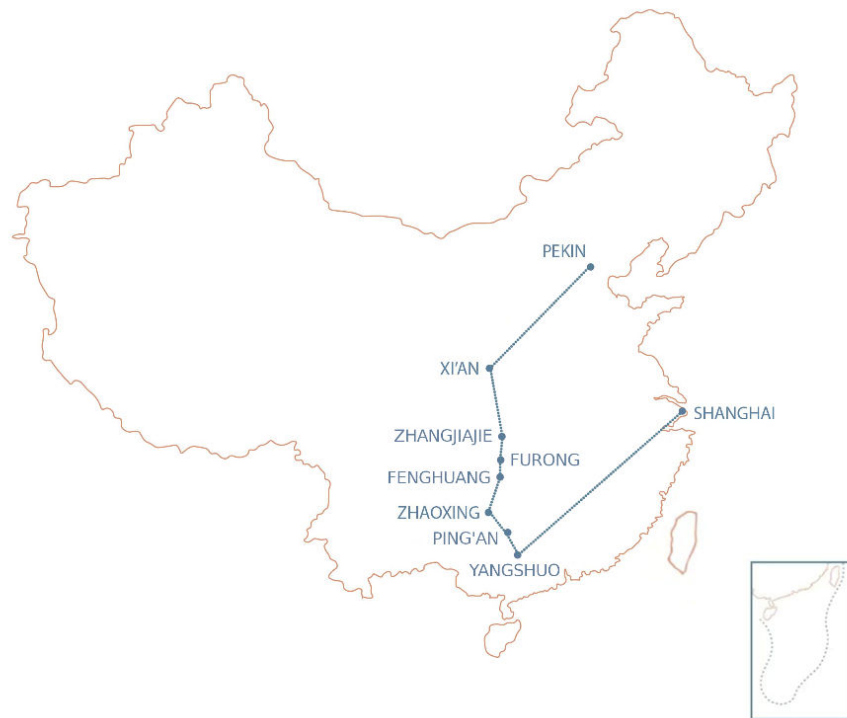 PEKIN
XI'AN
SHANGHAI
ZHANGJIAJIE
FURONG
FENGHUANG
ZHAOXING
PING'AN
YANGSHUO